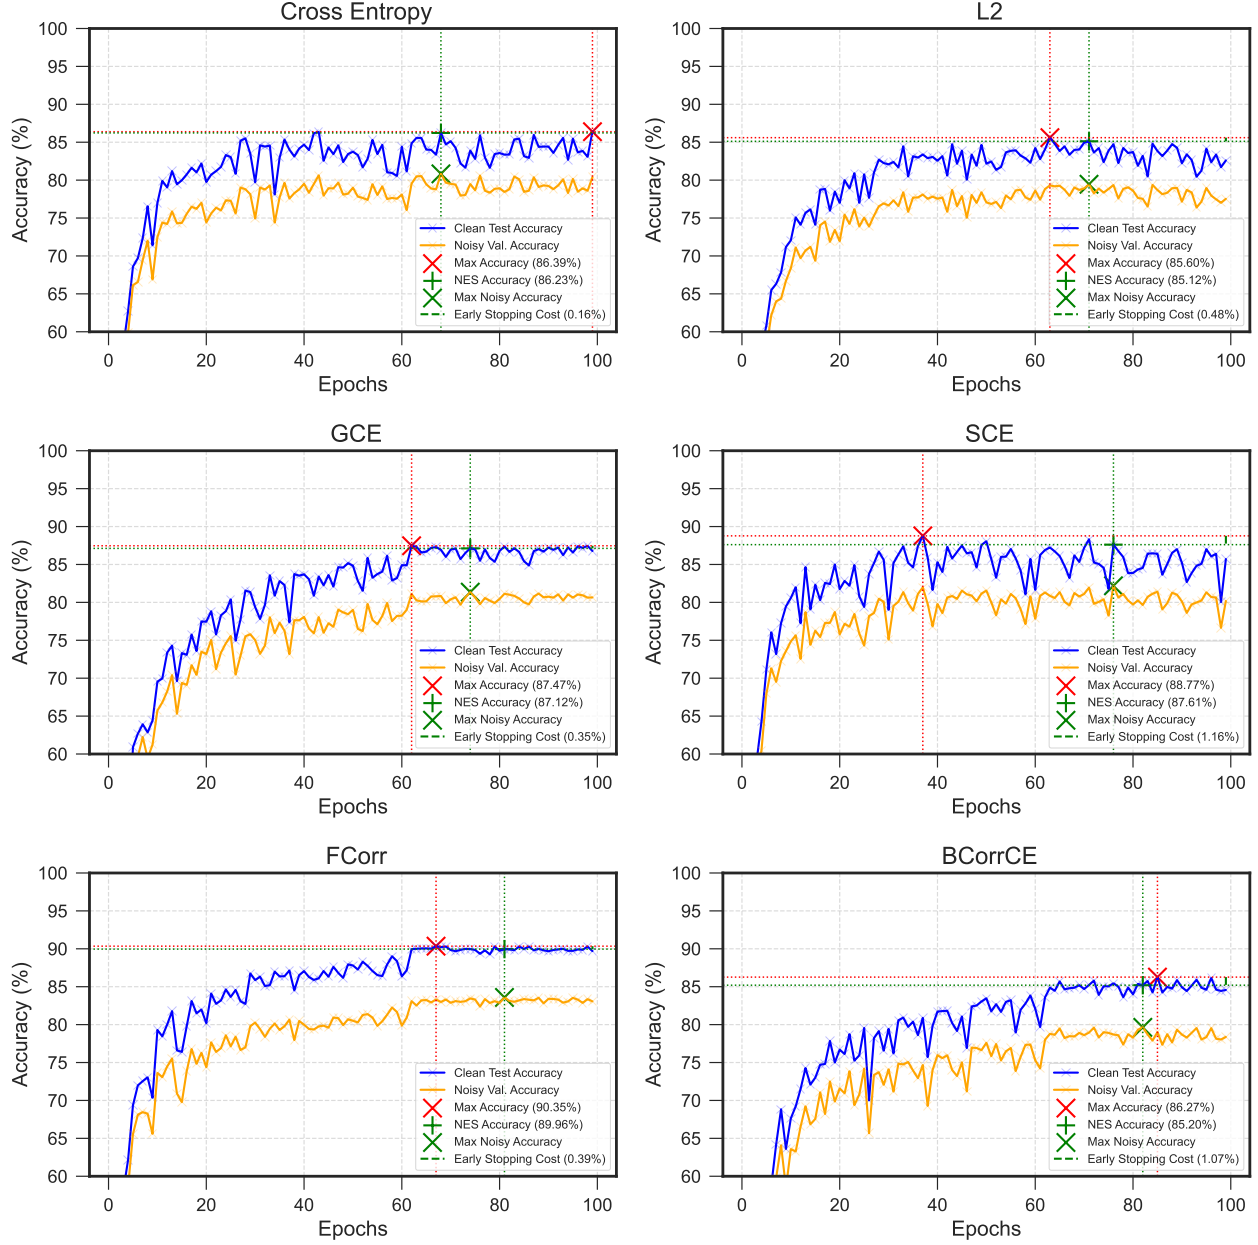 Cross Entropy
100
95
90
85
80
75
70
65
60
Accuracy (%)
0 20 40 60 80 100
Epochs
Clean Test Accuracy
Noisy Val. Accuracy
Max Accuracy (86.39%)
NES Accuracy (86.23%)
Max Noisy Accuracy
Early Stopping Cost (0.16%)
L2
100
95
90
85
80
75
70
65
60
Accuracy (%)
0 20 40 60 80 100
Epochs
Clean Test Accuracy
Noisy Val. Accuracy
Max Accuracy (85.60%)
NES Accuracy (85.12%)
Max Noisy Accuracy
Early Stopping Cost (0.48%)
GCE
100
95
90
85
80
75
70
65
60
Accuracy (%)
0 20 40 60 80 100
Epochs
Clean Test Accuracy
Noisy Val. Accuracy
Max Accuracy (87.47%)
NES Accuracy (87.12%)
Max Noisy Accuracy
Early Stopping Cost (0.35%)
SCE
100
95
90
85
80
75
70
65
60
Accuracy (%)
0 20 40 60 80 100
Epochs
Clean Test Accuracy
Noisy Val. Accuracy
Max Accuracy (88.77%)
NES Accuracy (87.61%)
Max Noisy Accuracy
Early Stopping Cost (1.16%)
FCorr
100
95
90
85
80
75
70
65
60
Accuracy (%)
0 20 40 60 80 100
Epochs
Clean Test Accuracy
Noisy Val. Accuracy
Max Accuracy (90.35%)
NES Accuracy (89.96%)
Max Noisy Accuracy
Early Stopping Cost (0.39%)
BCorrCE
100
95
90
85
80
75
70
65
60
Accuracy (%)
0 20 40 60 80 100
Epochs
Clean Test Accuracy
Noisy Val. Accuracy
Max Accuracy (86.27%)
NES Accuracy (85.20%)
Max Noisy Accuracy
Early Stopping Cost (1.07%)